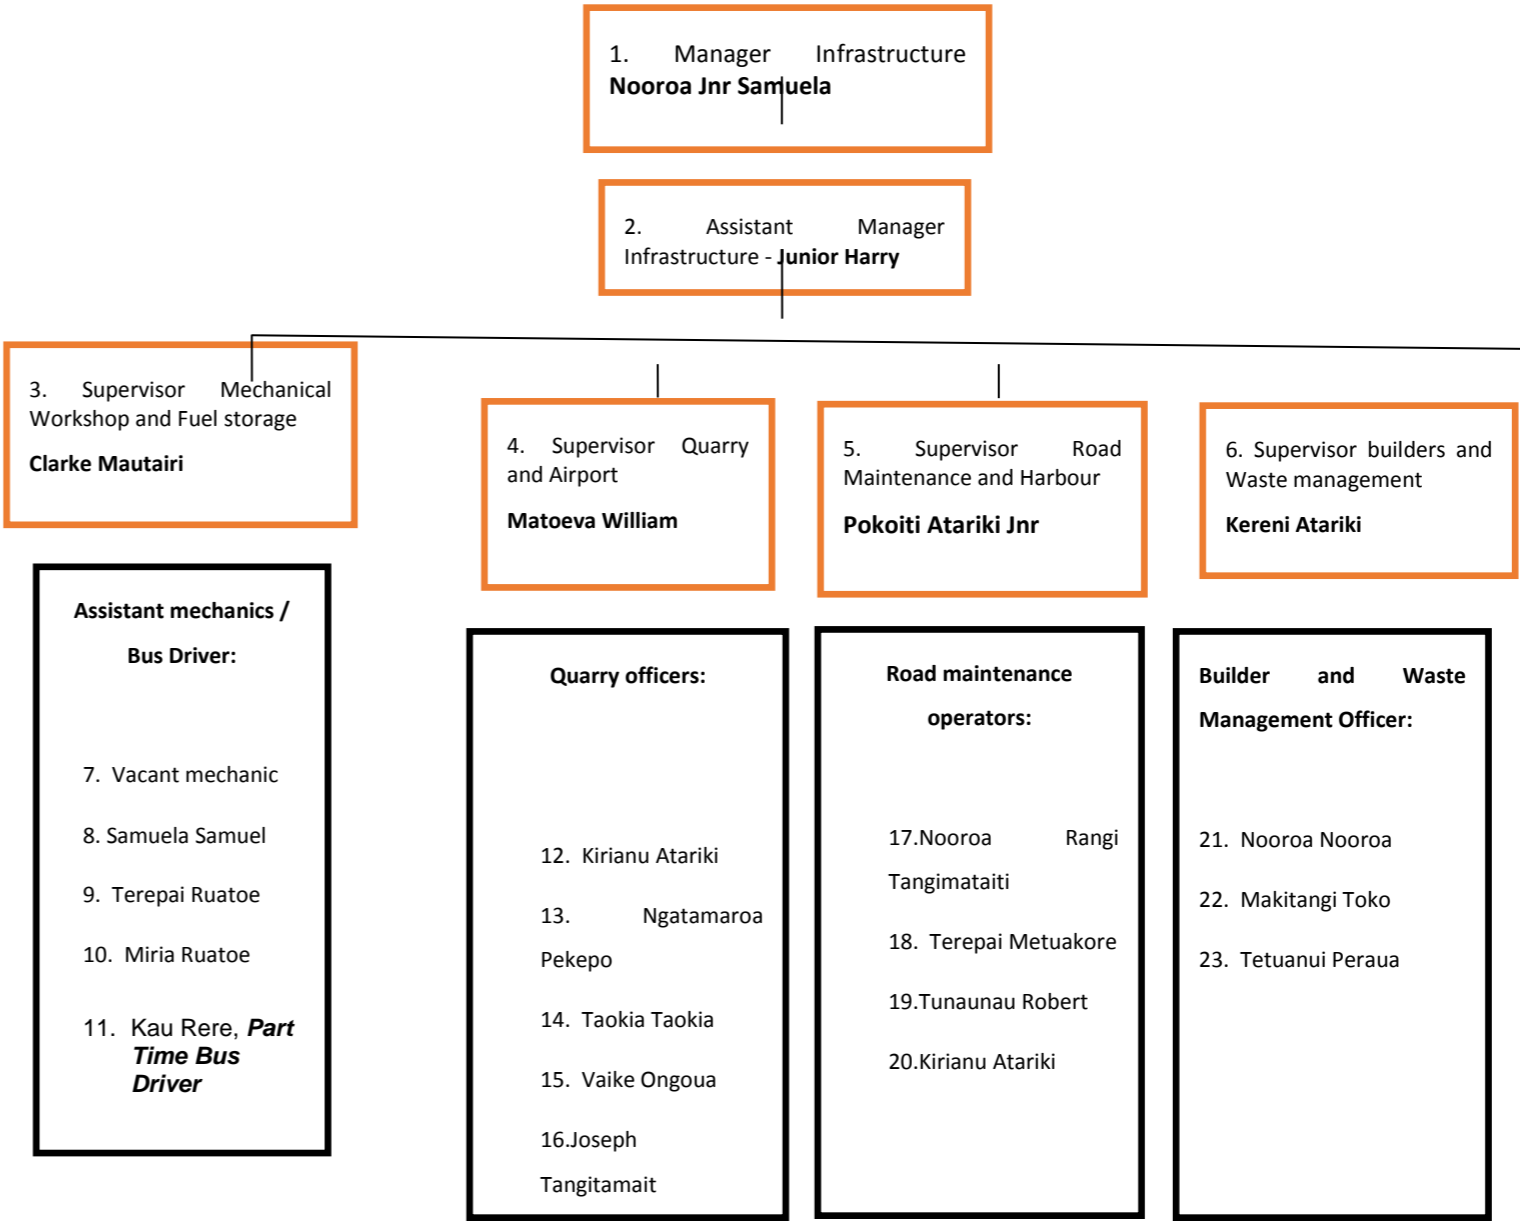 1. Manager Infrastructure
Nooroa Jnr Samuela
2. Assistant Manager
Infrastructure - Junior Harry
3. Supervisor Mechanical
Workshop and Fuel storage
Clarke Mautairi
4. Supervisor Quarry
and Airport
Matoeva William
5. Supervisor Road
Maintenance and Harbour
Pokoiti Atariki Jnr
6. Supervisor builders and
Waste management
Kereni Atariki
Assistant mechanics /
Bus Driver:
7. Vacant mechanic
8. Samuela Samuel
9. Terepai Ruatoe
10. Miria Ruatoe
11. Kau Rere, Part
Time Bus
Driver
Quarry officers:
12. Kirianu Atariki
13. Ngatamaroa
Pekepo
14. Taokia Taokia
15. Vaike Ongoua
16.Joseph
Tangitamait
Road maintenance
operators:
17.Nooroa Rangi
Tangimataiti
18. Terepai Metuakore
19.Tunaunau Robert
20.Kirianu Atariki
Builder and Waste
Management Officer:
21. Nooroa Nooroa
22. Makitangi Toko
23. Tetuanui Peraua